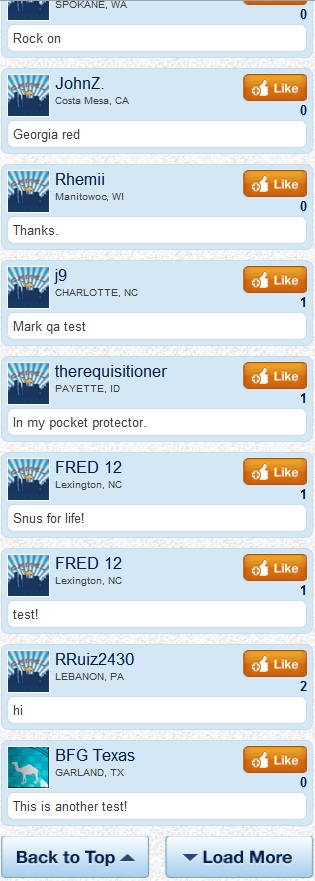 SPOKANE, WA
0
Rock on
JohnZ.
Like
Costa Mesa, CA
0
Georgia red
Rhemii
Like
Manitowoc, WI
0
Thanks.
j9
Like
CHARLOTTE, NC
1
Mark qa test
therequisitioner
Like
PAYETTE, ID
1
In my pocket protector.
FRED 12
Like
Lexington, NC
1
Snus for life!
FRED 12
Like
Lexington, NC
1
test!
RRuiz2430
Like
LEBANON, PA
2
hi
BFG Texas
Like
GARLAND, TX
0
This is another test!
Back to Top
Load More